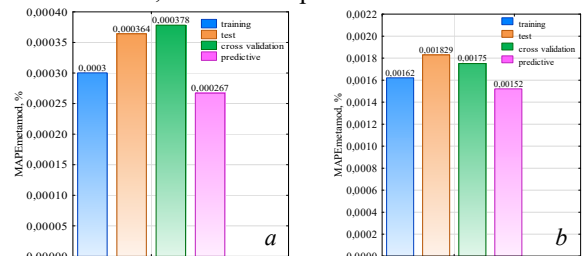 0,00040
0,00035
0,00030
0,00025
0,00020
0,00015
0,00010
0,00005
0,00000
MAPEmetamod, %
0,0003
0,000364
0,000378
0,000267
training
test
cross validation
predictive
a
0,0022
0,0020
0,0018
0,0016
0,0014
0,0012
0,0010
0,0008
0,0006
0,0004
0,0002
0,0000
MAPEmetamod, %
0,00162
0,001829
0,00175
0,00152
training
test
cross validation
predictive
b